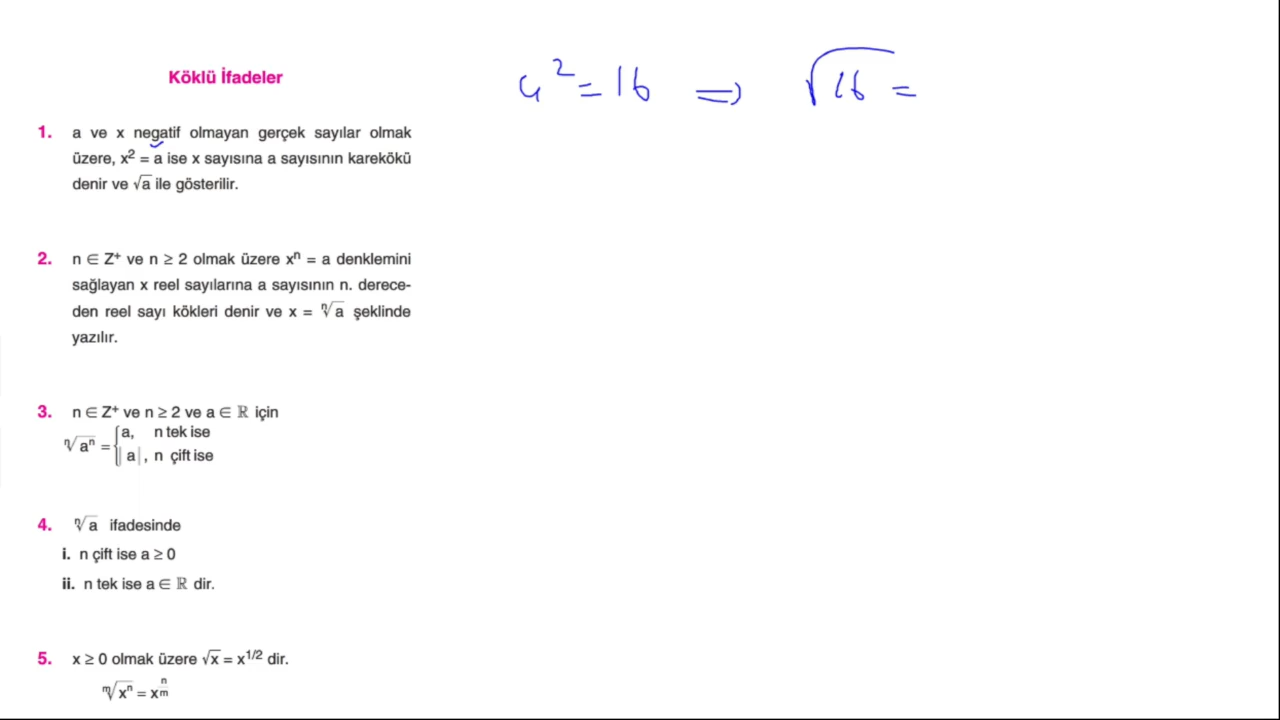 Köklü İfadeler
4² = 16 ⇒ √16 =
1. a ve x negatif olmayan gerçek sayılar olmak
üzere, x² = a ise x sayısına a sayısının karekökü
denir ve √a ile gösterilir.
2. n ∈ Z⁺ ve n ≥ 2 olmak üzere xⁿ = a denklemini
sağlayan x reel sayılarına a sayısının n. derece-
den reel sayı kökleri denir ve x = ⁿ√a şeklinde
yazılır.
3. n ∈ Z⁺ ve n ≥ 2 ve a ∈ ℝ için
ⁿ√aⁿ = { a, n tek ise
|a|, n çift ise
4. ⁿ√a ifadesinde
i. n çift ise a ≥ 0
ii. n tek ise a ∈ ℝ dir.
5. x ≥ 0 olmak üzere √x = x^1/2 dir.
ᵐ√xⁿ = x^n/m